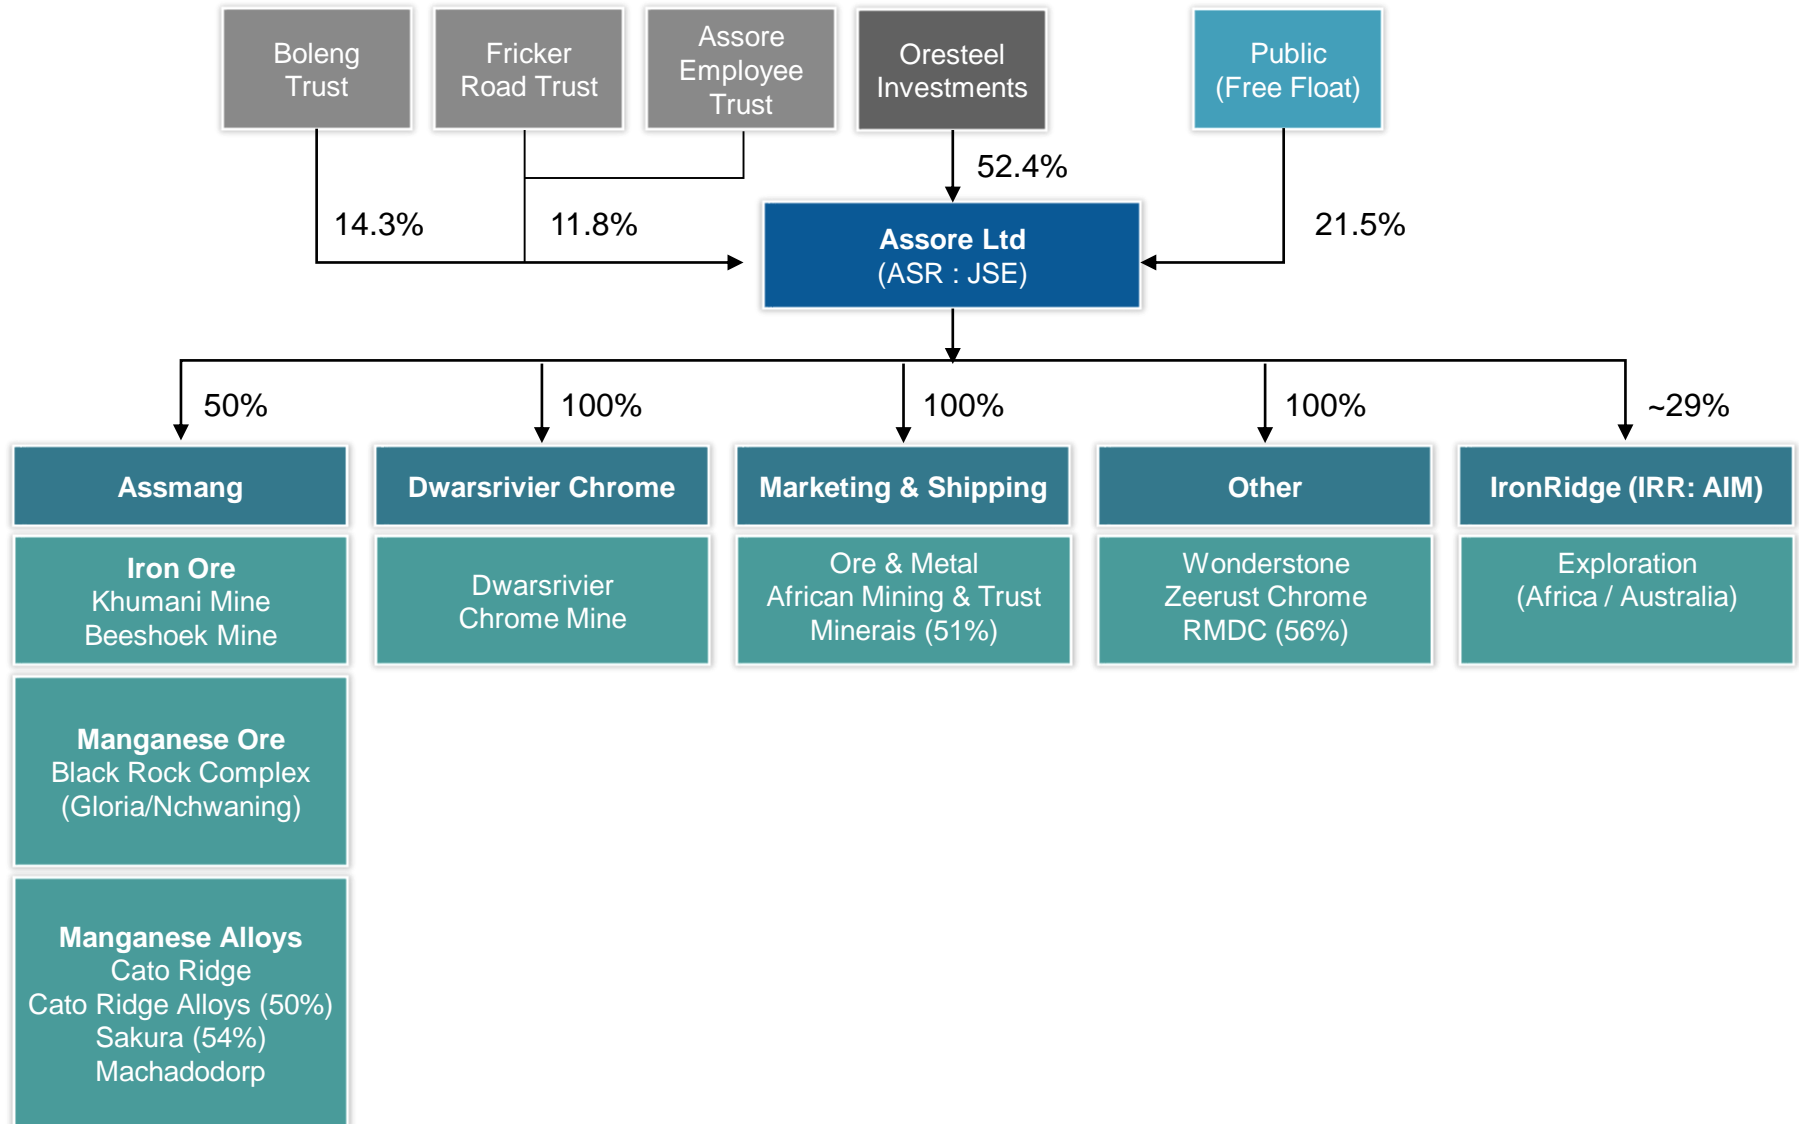 Boleng
Trust
Fricker
Road Trust
Assore
Employee
Trust
Oresteel
Investments
Public
(Free Float)
52.4%
14.3%
11.8%
21.5%
Assore Ltd
(ASR : JSE)
50%
100%
100%
100%
~29%
Assmang
Dwarsrivier Chrome
Marketing & Shipping
Other
IronRidge (IRR: AIM)
Iron Ore
Khumani Mine
Beeshoek Mine
Dwarsrivier
Chrome Mine
Ore & Metal
African Mining & Trust
Minerais (51%)
Wonderstone
Zeerust Chrome
RMDC (56%)
Exploration
(Africa / Australia)
Manganese Ore
Black Rock Complex
(Gloria/Nchwaning)
Manganese Alloys
Cato Ridge
Cato Ridge Alloys (50%)
Sakura (54%)
Machadodorp